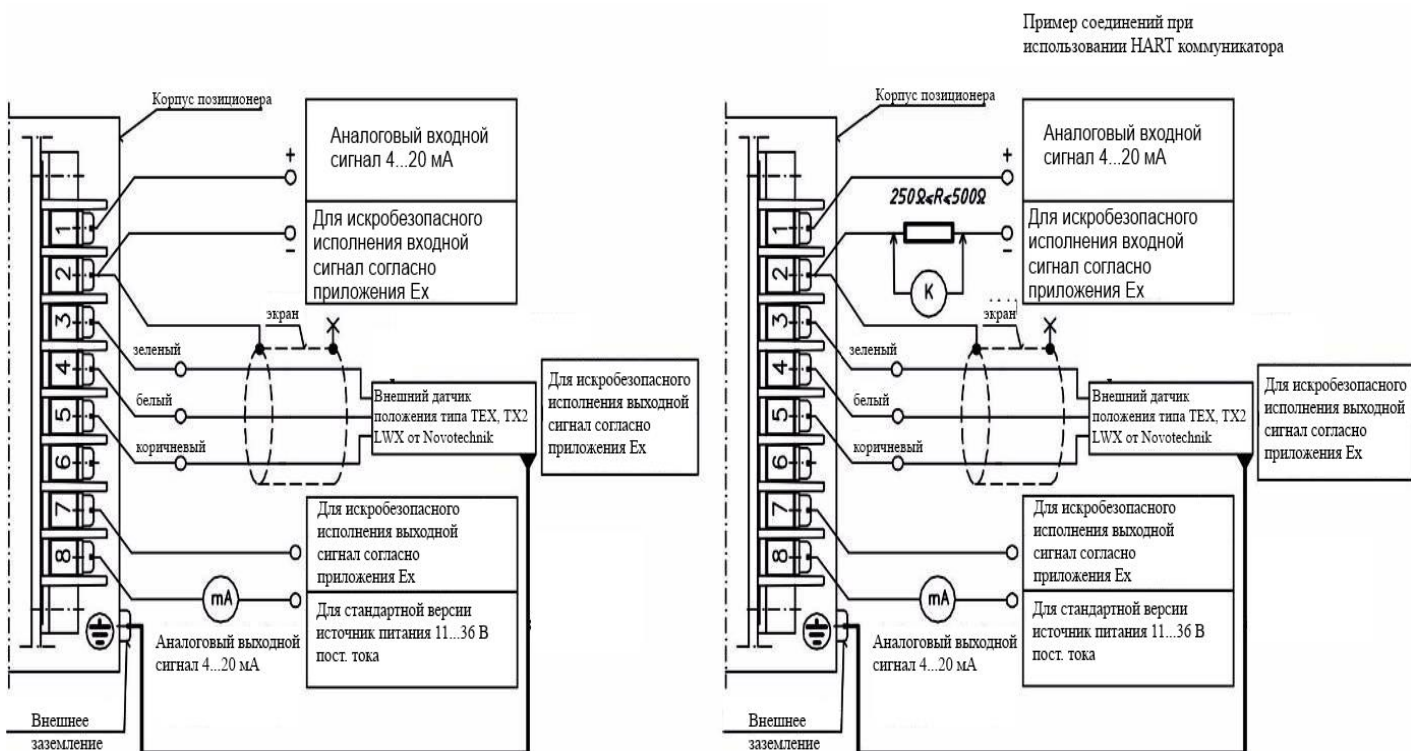 Корпус позиционера
Аналоговый входной
сигнал 4...20 мА
Для искробезопасного
исполнения входной
сигнал согласно
приложения Ex
+
−
1
2
3
4
5
6
7
8
экран
зеленый
белый
коричневый
Внешний датчик
положения типа TEX, TX2
LWX от Novotechnik
Для искробезопасного
исполнения выходной
сигнал согласно
приложения Ex
Для искробезопасного
исполнения выходной
сигнал согласно
приложения Ex
Для стандартной версии
источник питания 11...36 В
пост. тока
mA
Аналоговый выходной
сигнал 4...20 мА
Внешнее
заземление
Пример соединений при
использовании HART коммуникатора
Корпус позиционера
Аналоговый входной
сигнал 4...20 мА
Для искробезопасного
исполнения входной
сигнал согласно
приложения Ex
+
−
250Ω≤R≤500Ω
K
1
2
3
4
5
6
7
8
экран
зеленый
белый
коричневый
Внешний датчик
положения типа TEX, TX2
LWX от Novotechnik
Для искробезопасного
исполнения выходной
сигнал согласно
приложения Ex
Для искробезопасного
исполнения выходной
сигнал согласно
приложения Ex
Для стандартной версии
источник питания 11...36 В
пост. тока
mA
Аналоговый выходной
сигнал 4...20 мА
Внешнее
заземление